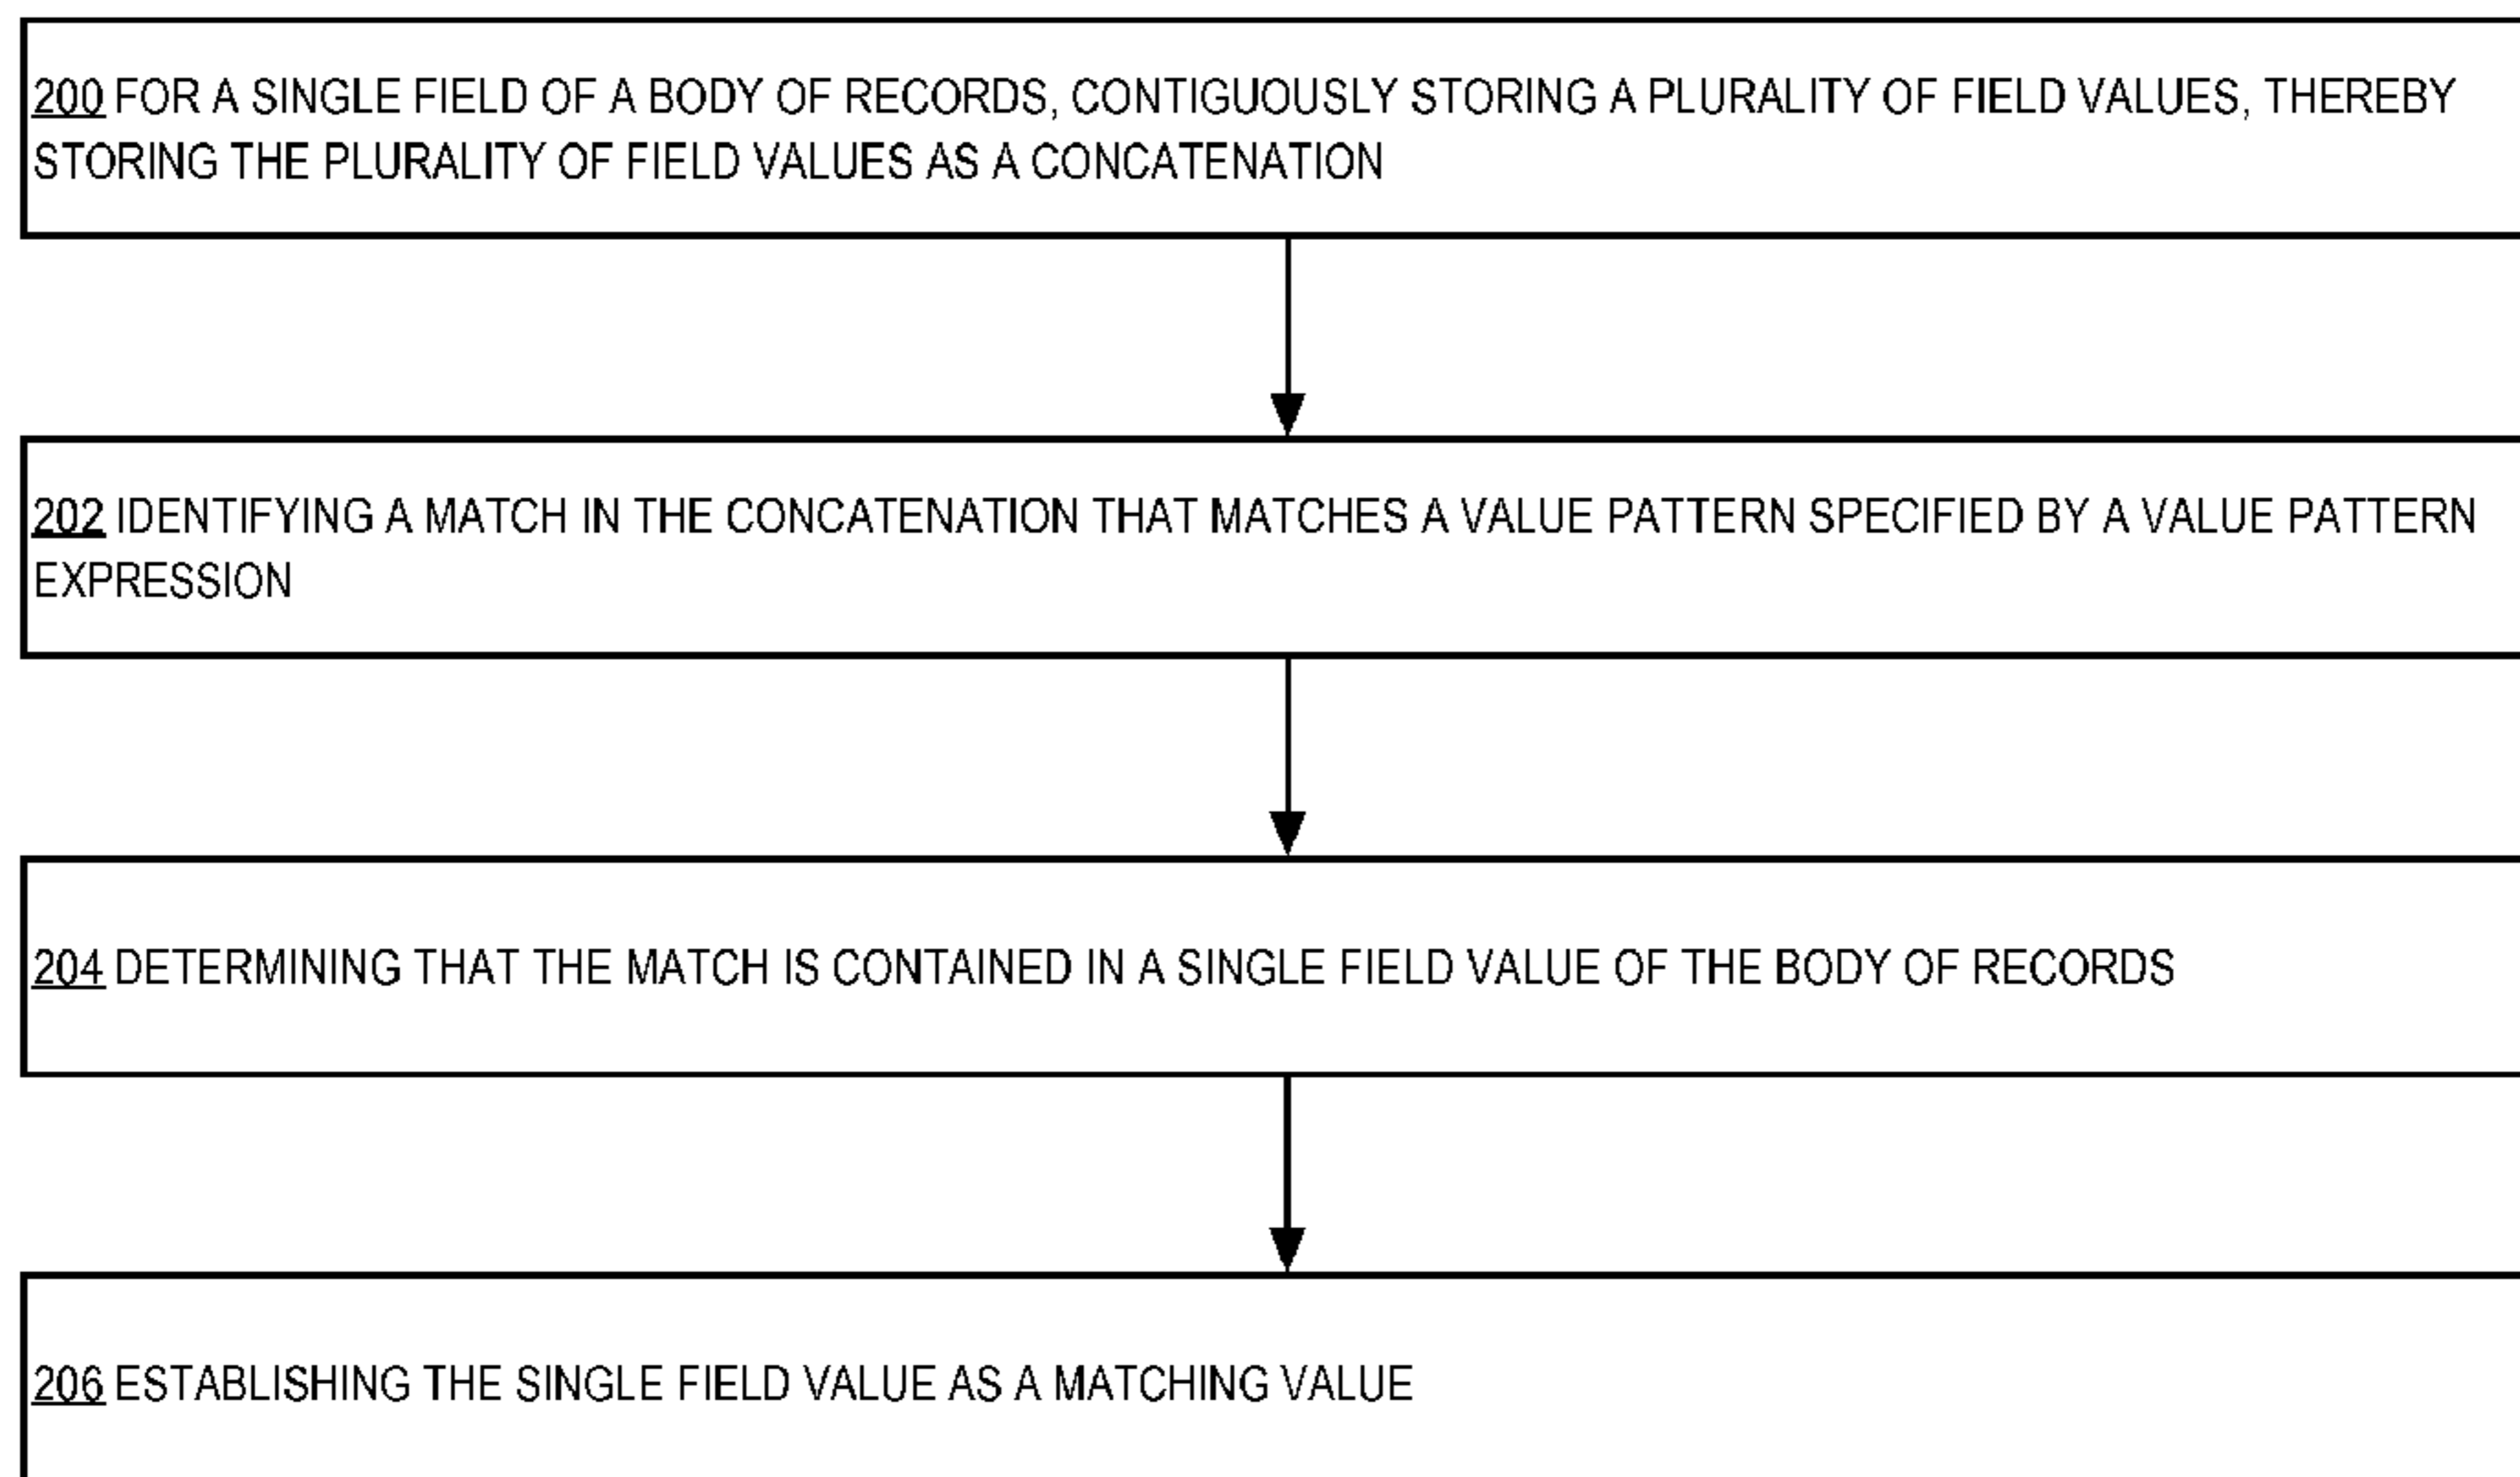 200 FOR A SINGLE FIELD OF A BODY OF RECORDS, CONTIGUOUSLY STORING A PLURALITY OF FIELD VALUES, THEREBY
STORING THE PLURALITY OF FIELD VALUES AS A CONCATENATION
202 IDENTIFYING A MATCH IN THE CONCATENATION THAT MATCHES A VALUE PATTERN SPECIFIED BY A VALUE PATTERN
EXPRESSION
204 DETERMINING THAT THE MATCH IS CONTAINED IN A SINGLE FIELD VALUE OF THE BODY OF RECORDS
206 ESTABLISHING THE SINGLE FIELD VALUE AS A MATCHING VALUE